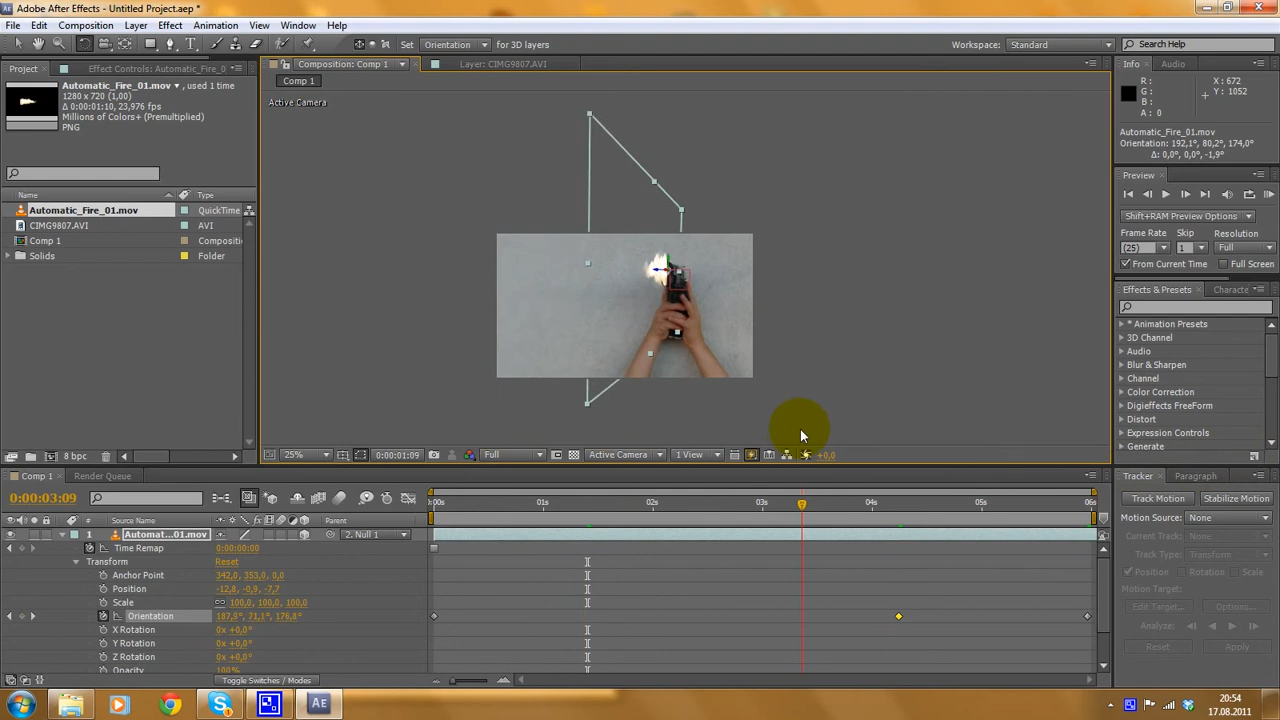 Adobe After Effects - Untitled Project.aep *
File Edit Composition Layer Effect Animation View Window Help
Set Orientation for 3D layers
Workspace: Standard
Search Help
Project
Effect Controls: Automatic_Fire_0
Composition: Comp 1
Layer: CIMG9807.AVI
Info
Audio
Automatic_Fire_01.mov , used 1 time
1280 x 720 (1,00)
Δ 0:00:01:10, 23,976 fps
Millions of Colors+ (Premultiplied)
PNG
Comp 1
Active Camera
R :
G :
B :
A : 0
X : 672
Y : 1052
Automatic_Fire_01.mov
Orientation: 192,1°, 80,2°, 174,0°
Δ: 0,0°, 0,0°, -1,9°
Preview
Shift+RAM Preview Options
Frame Rate Skip Resolution
(25) 1 Full
From Current Time Full Screen
Name Type
Automatic_Fire_01.mov QuickTime
CIMG9807.AVI AVI
Comp 1 Compositi
Solids Folder
Effects & Presets
Characte
* Animation Presets
3D Channel
Audio
Blur & Sharpen
Channel
Color Correction
Digieffects FreeForm
Distort
Expression Controls
Generate
8 bpc
25%
0:00:01:09
Full
Active Camera
1 View
+0,0
Comp 1
Render Queue
Tracker
Paragraph
0:00:03:09
:00s 01s 02s 03s 04s 05s 06s
# Source Name Parent
1 Automat...01.mov 2. Null 1
Time Remap 0:00:00:00
Transform Reset
Anchor Point 342,0, 353,0, 0,0
Position -12,8, -0,9, -7,7
Scale 100,0, 100,0, 100,0
Orientation 187,5°, 71,1°, 176,8°
X Rotation 0x +0,0°
Y Rotation 0x +0,0°
Z Rotation 0x +0,0°
Opacity 100%
Toggle Switches / Modes
Track Motion Stabilize Motion
Motion Source: None
Current Track: None
Track Type: Transform
Position Rotation Scale
Motion Target:
Edit Target... Options...
Analyze:
Reset Apply
20:54
17.08.2011